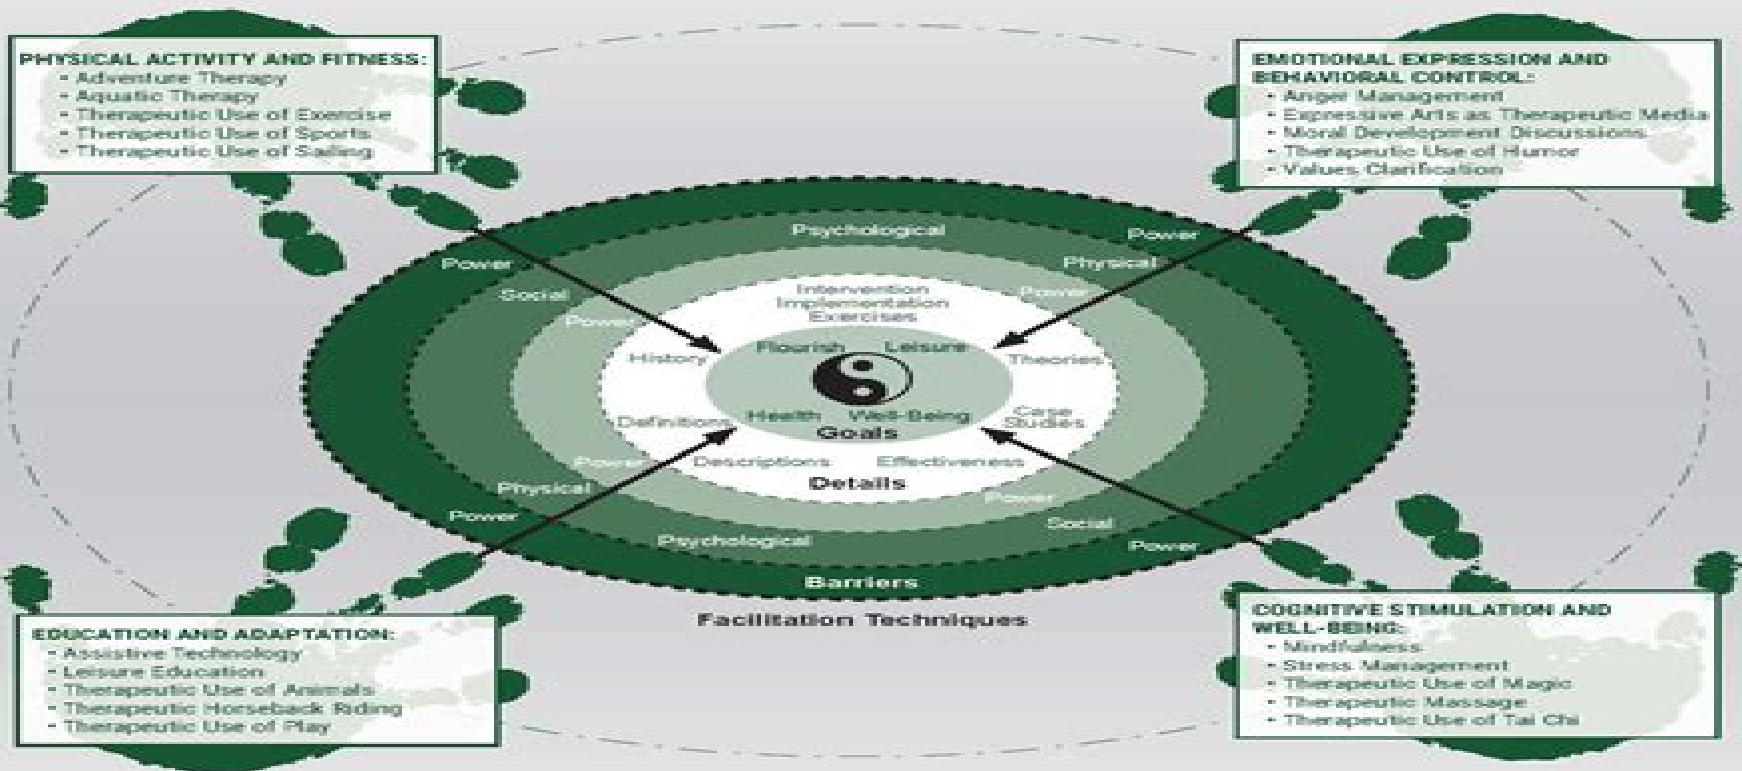 PHYSICAL ACTIVITY AND FITNESS:
• Adventure Therapy
• Aquatic Therapy
• Therapeutic Use of Exercise
• Therapeutic Use of Sports
• Therapeutic Use of Sailing
EMOTIONAL EXPRESSION AND
BEHAVIORAL CONTROL:
• Anger Management
• Expressive Arts as Therapeutic Media
• Moral Development Discussions
• Therapeutic Use of Humor
• Values Clarification
Psychological
Power
Power
Physical
Social
Power
Power
Intervention
Implementation
Exercises
History
Flourish
Leisure
Theories
Definitions
Health
Well-Being
Case
Studies
Goals
Power
Descriptions
Effectiveness
Details
Physical
Power
Power
Social
Psychological
Power
Barriers
Facilitation Techniques
EDUCATION AND ADAPTATION:
• Assistive Technology
• Leisure Education
• Therapeutic Use of Animals
• Therapeutic Horseback Riding
• Therapeutic Use of Play
COGNITIVE STIMULATION AND
WELL-BEING:
• Mindfulness
• Stress Management
• Therapeutic Use of Magic
• Therapeutic Massage
• Therapeutic Use of Tai Chi